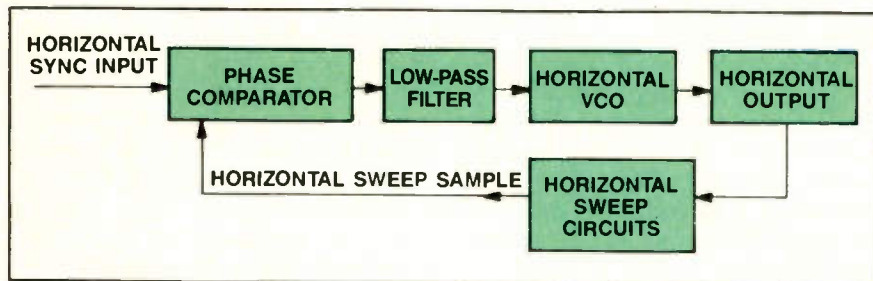 HORIZONTAL
SYNC INPUT
PHASE
COMPARATOR
LOW-PASS
FILTER
HORIZONTAL
VCO
HORIZONTAL
OUTPUT
HORIZONTAL SWEEP SAMPLE
HORIZONTAL
SWEEP
CIRCUITS